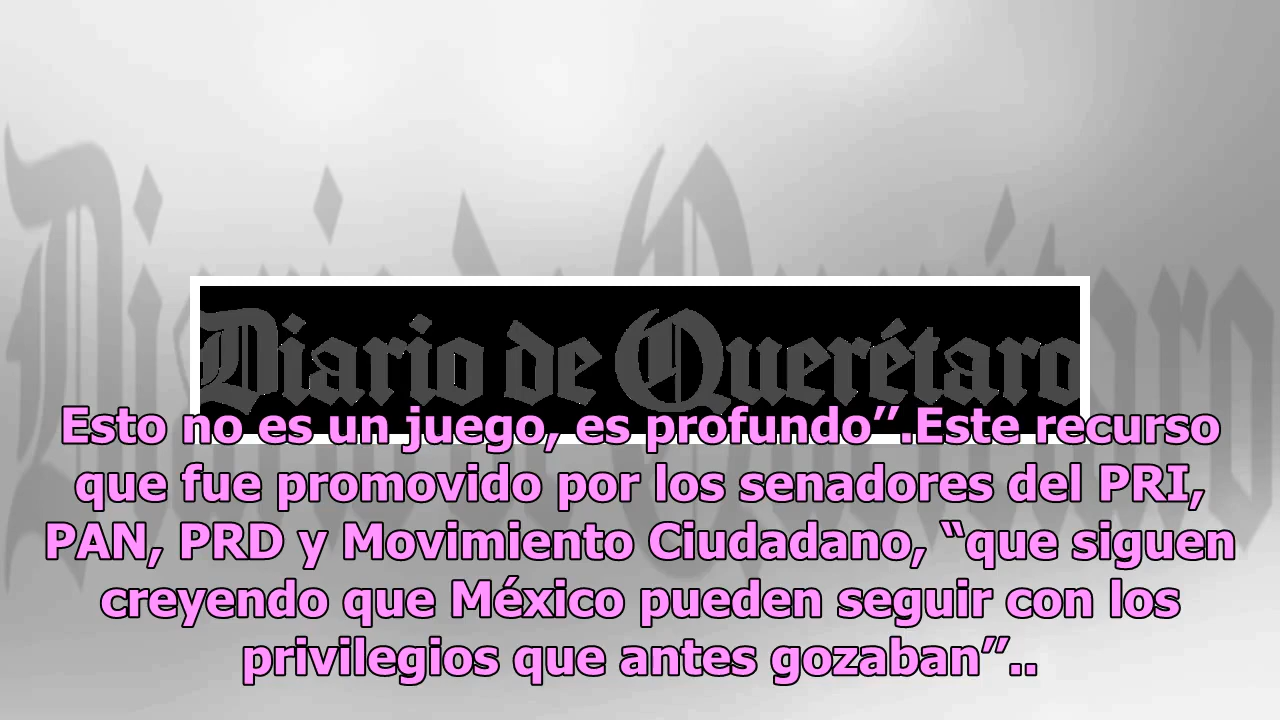 Diario de Querétaro
Esto no es un juego, es profundo”.Este recurso
que fue promovido por los senadores del PRI,
PAN, PRD y Movimiento Ciudadano, “que siguen
creyendo que México pueden seguir con los
privilegios que antes gozaban”..